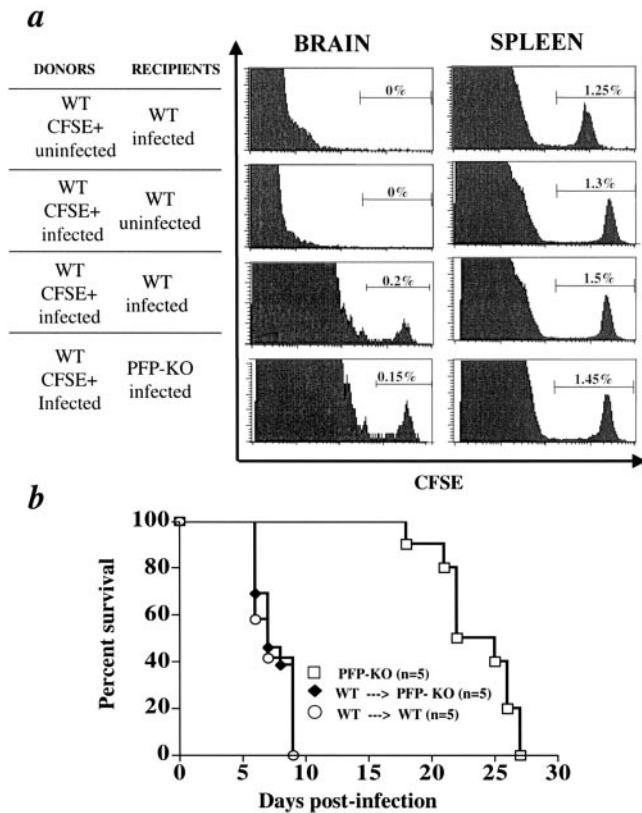 a
BRAIN SPLEEN
DONORS RECIPIENTS
WT
CFSE+
uninfected
WT
infected
0% 1.25%
WT
CFSE+
infected
WT
uninfected
0% 1.3%
WT
CFSE+
infected
WT
infected
0.2% 1.5%
WT
CFSE+
Infected
PFP-KO
infected
0.15% 1.45%
CFSE
b
Percent survival
100
80
60
40
20
0
PFP-KO (n=5)
WT ---> PFP- KO (n=5)
WT ---> WT (n=5)
0 5 10 15 20 25 30
Days post-infection